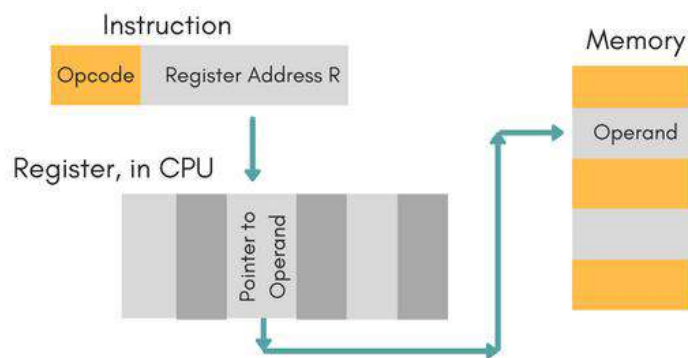 Instruction
Memory
Opcode
Register Address R
Operand
Register, in CPU
Pointer to
Operand